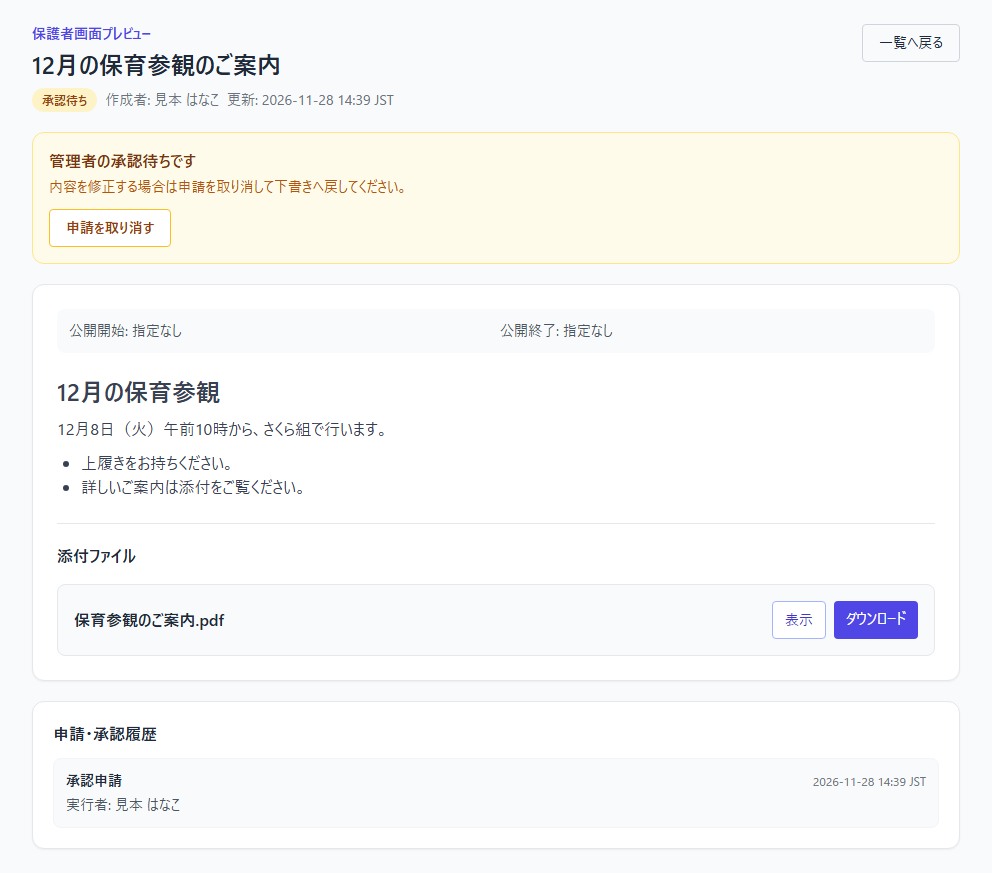 保護者画面プレビュー
一覧へ戻る
12月の保育参観のご案内
承認待ち 作成者: 見本 はなこ 更新: 2026-11-28 14:39 JST
管理者の承認待ちです
内容を修正する場合は申請を取り消して下書きへ戻してください。
申請を取り消す
公開開始: 指定なし 公開終了: 指定なし
12月の保育参観
12月8日（火）午前10時から、さくら組で行います。
上履きをお持ちください。
詳しいご案内は添付をご覧ください。
添付ファイル
保育参観のご案内.pdf 表示 ダウンロード
申請・承認履歴
承認申請 2026-11-28 14:39 JST
実行者: 見本 はなこ